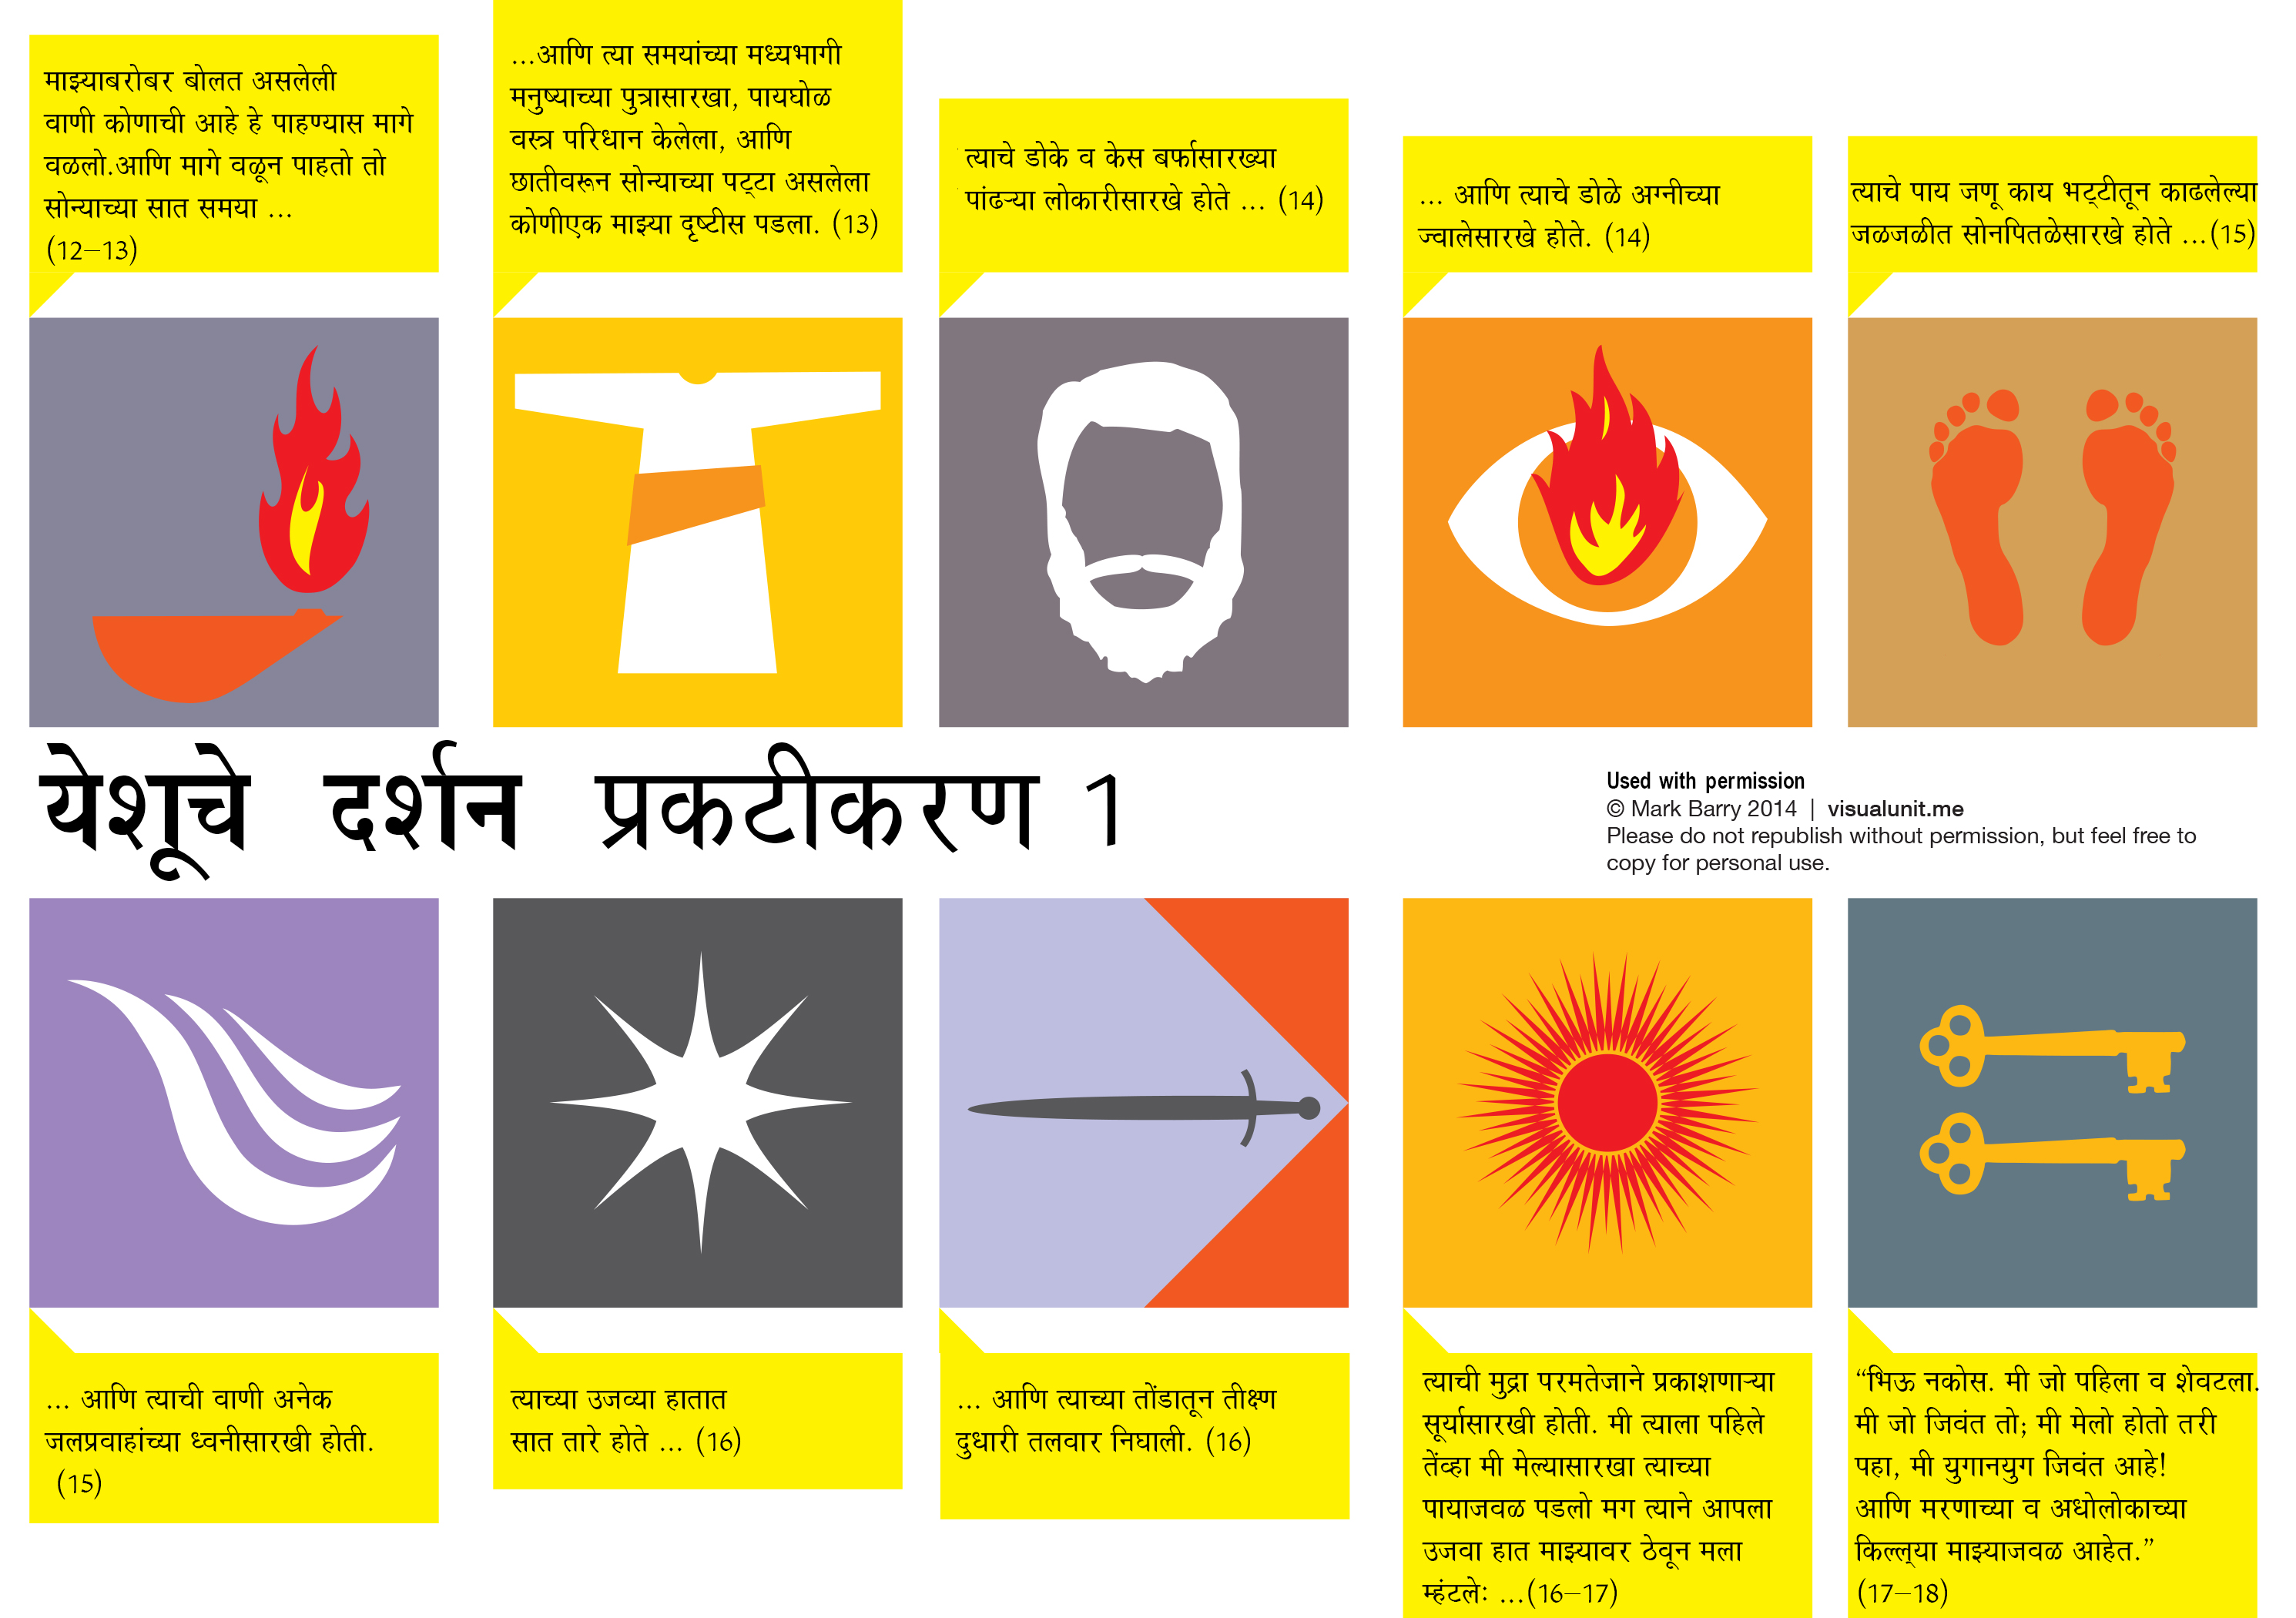 माझ्याबरोबर बोलत असलेली
वाणी कोणाची आहे हे पाहण्यास मागे
वळलो.आणि मागे वळून पाहतो तो
सोन्याच्या सात समया ...
(12–13)
...आणि त्या समयांच्या मध्यभागी
मनुष्याच्या पुत्रासारखा, पायघोळ
वस्त्र परिधान केलेला, आणि
छातीवरून सोन्याच्या पट्टा असलेला
कोणीएक माझ्या दृष्टीस पडला. (13)
त्याचे डोके व केस बर्फासारख्या
पांढऱ्या लोकारीसारखे होते ... (14)
... आणि त्याचे डोळे अग्नीच्या
ज्वालेसारखे होते. (14)
त्याचे पाय जणू काय भट्टीतून काढलेल्या
जळजळीत सोनपितळेसारखे होते ...(15)
येशूचे दर्शन प्रकटीकरण 1
Used with permission
© Mark Barry 2014 | visualunit.me
Please do not republish without permission, but feel free to
copy for personal use.
... आणि त्याची वाणी अनेक
जलप्रवाहांच्या ध्वनीसारखी होती.
(15)
त्याच्या उजव्या हातात
सात तारे होते ... (16)
... आणि त्याच्या तोंडातून तीक्ष्ण
दुधारी तलवार निघाली. (16)
त्याची मुद्रा परमतेजाने प्रकाशणाऱ्या
सूर्यासारखी होती. मी त्याला पहिले
तेंव्हा मी मेल्यासारखा त्याच्या
पायाजवळ पडलो मग त्याने आपला
उजवा हात माझ्यावर ठेवून मला
म्हंटलेः ...(16–17)
“भिऊ नकोस. मी जो पहिला व शेवटला.
मी जो जिवंत तो; मी मेलो होतो तरी
पहा, मी युगानयुग जिवंत आहे!
आणि मरणाच्या व अधोलोकाच्या
किल्ल्या माझ्याजवळ आहेत.”
(17–18)